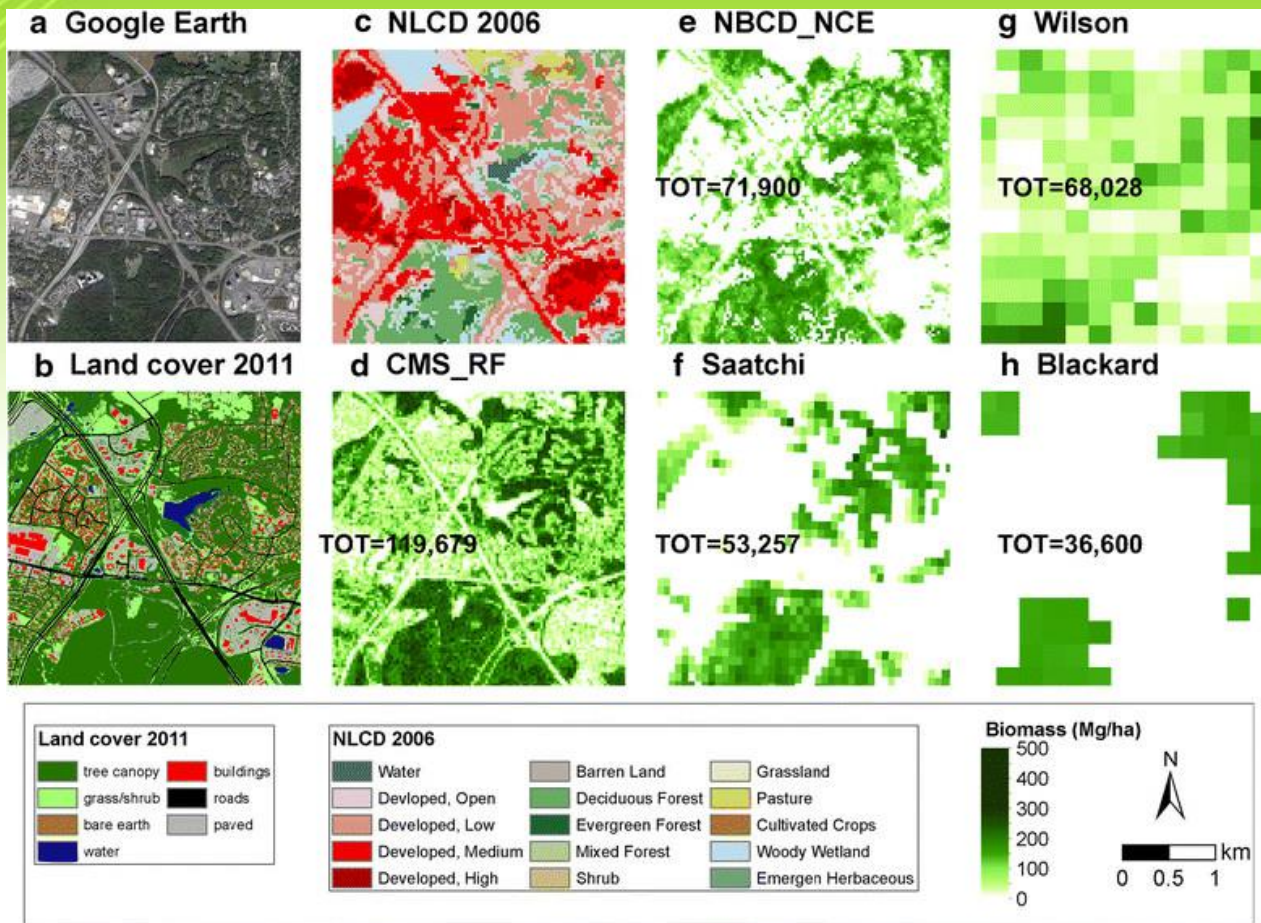 a Google Earth
c NLCD 2006
e NBCD_NCE
g Wilson
TOT=71,900
TOT=68,028
b Land cover 2011
d CMS_RF
f Saatchi
h Blackard
TOT=119,679
TOT=53,257
TOT=36,600
Land cover 2011
tree canopy
buildings
grass/shrub
roads
bare earth
paved
water
NLCD 2006
Water
Barren Land
Grassland
Devloped, Open
Deciduous Forest
Pasture
Developed, Low
Evergreen Forest
Cultivated Crops
Developed, Medium
Mixed Forest
Woody Wetland
Developed, High
Shrub
Emergen Herbaceous
Biomass (Mg/ha)
500
400
300
200
100
0
N
km
0 0.5 1